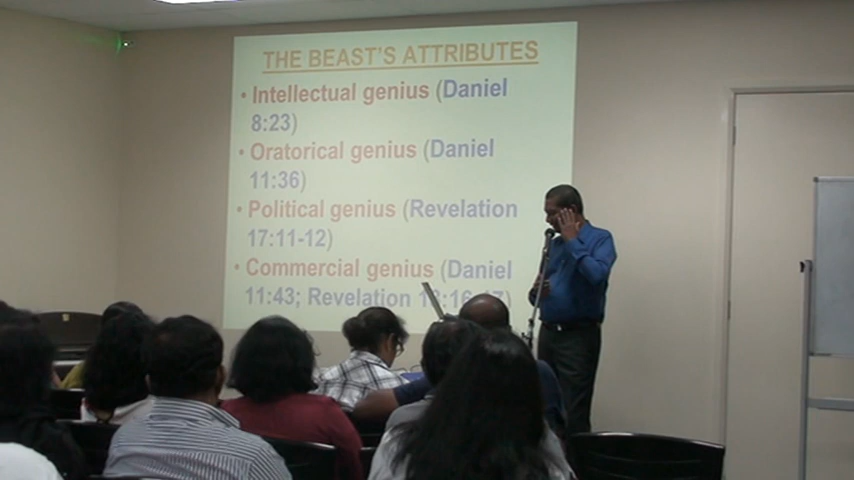 THE BEAST'S ATTRIBUTES
• Intellectual genius (Daniel
8:23)
• Oratorical genius (Daniel
11:36)
• Political genius (Revelation
17:11-12)
• Commercial genius (Daniel
11:43; Revelation